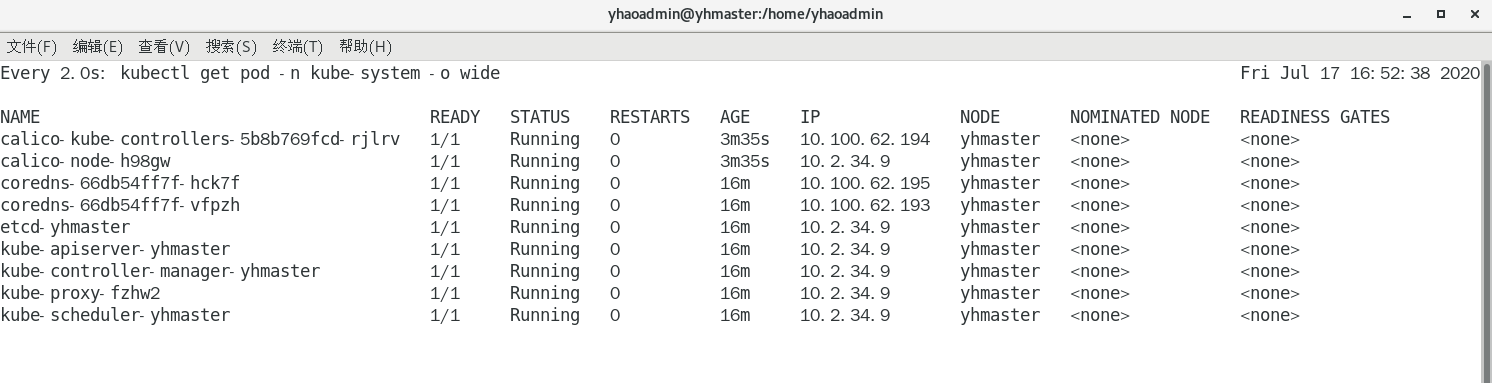 yhaoadmin@yhmaster:/home/yhaoadmin
文件(F) 编辑(E) 查看(V) 搜索(S) 终端(T) 帮助(H)
Every 2.0s: kubectl get pod -n kube-system -o wide Fri Jul 17 16:52:38 2020
NAME READY STATUS RESTARTS AGE IP NODE NOMINATED NODE READINESS GATES
calico-kube-controllers-5b8b769fcd-rjlrv 1/1 Running 0 3m35s 10.100.62.194 yhmaster <none> <none>
calico-node-h98gw 1/1 Running 0 3m35s 10.2.34.9 yhmaster <none> <none>
coredns-66db54ff7f-hck7f 1/1 Running 0 16m 10.100.62.195 yhmaster <none> <none>
coredns-66db54ff7f-vfpzh 1/1 Running 0 16m 10.100.62.193 yhmaster <none> <none>
etcd-yhmaster 1/1 Running 0 16m 10.2.34.9 yhmaster <none> <none>
kube-apiserver-yhmaster 1/1 Running 0 16m 10.2.34.9 yhmaster <none> <none>
kube-controller-manager-yhmaster 1/1 Running 0 16m 10.2.34.9 yhmaster <none> <none>
kube-proxy-fzhw2 1/1 Running 0 16m 10.2.34.9 yhmaster <none> <none>
kube-scheduler-yhmaster 1/1 Running 0 16m 10.2.34.9 yhmaster <none> <none>